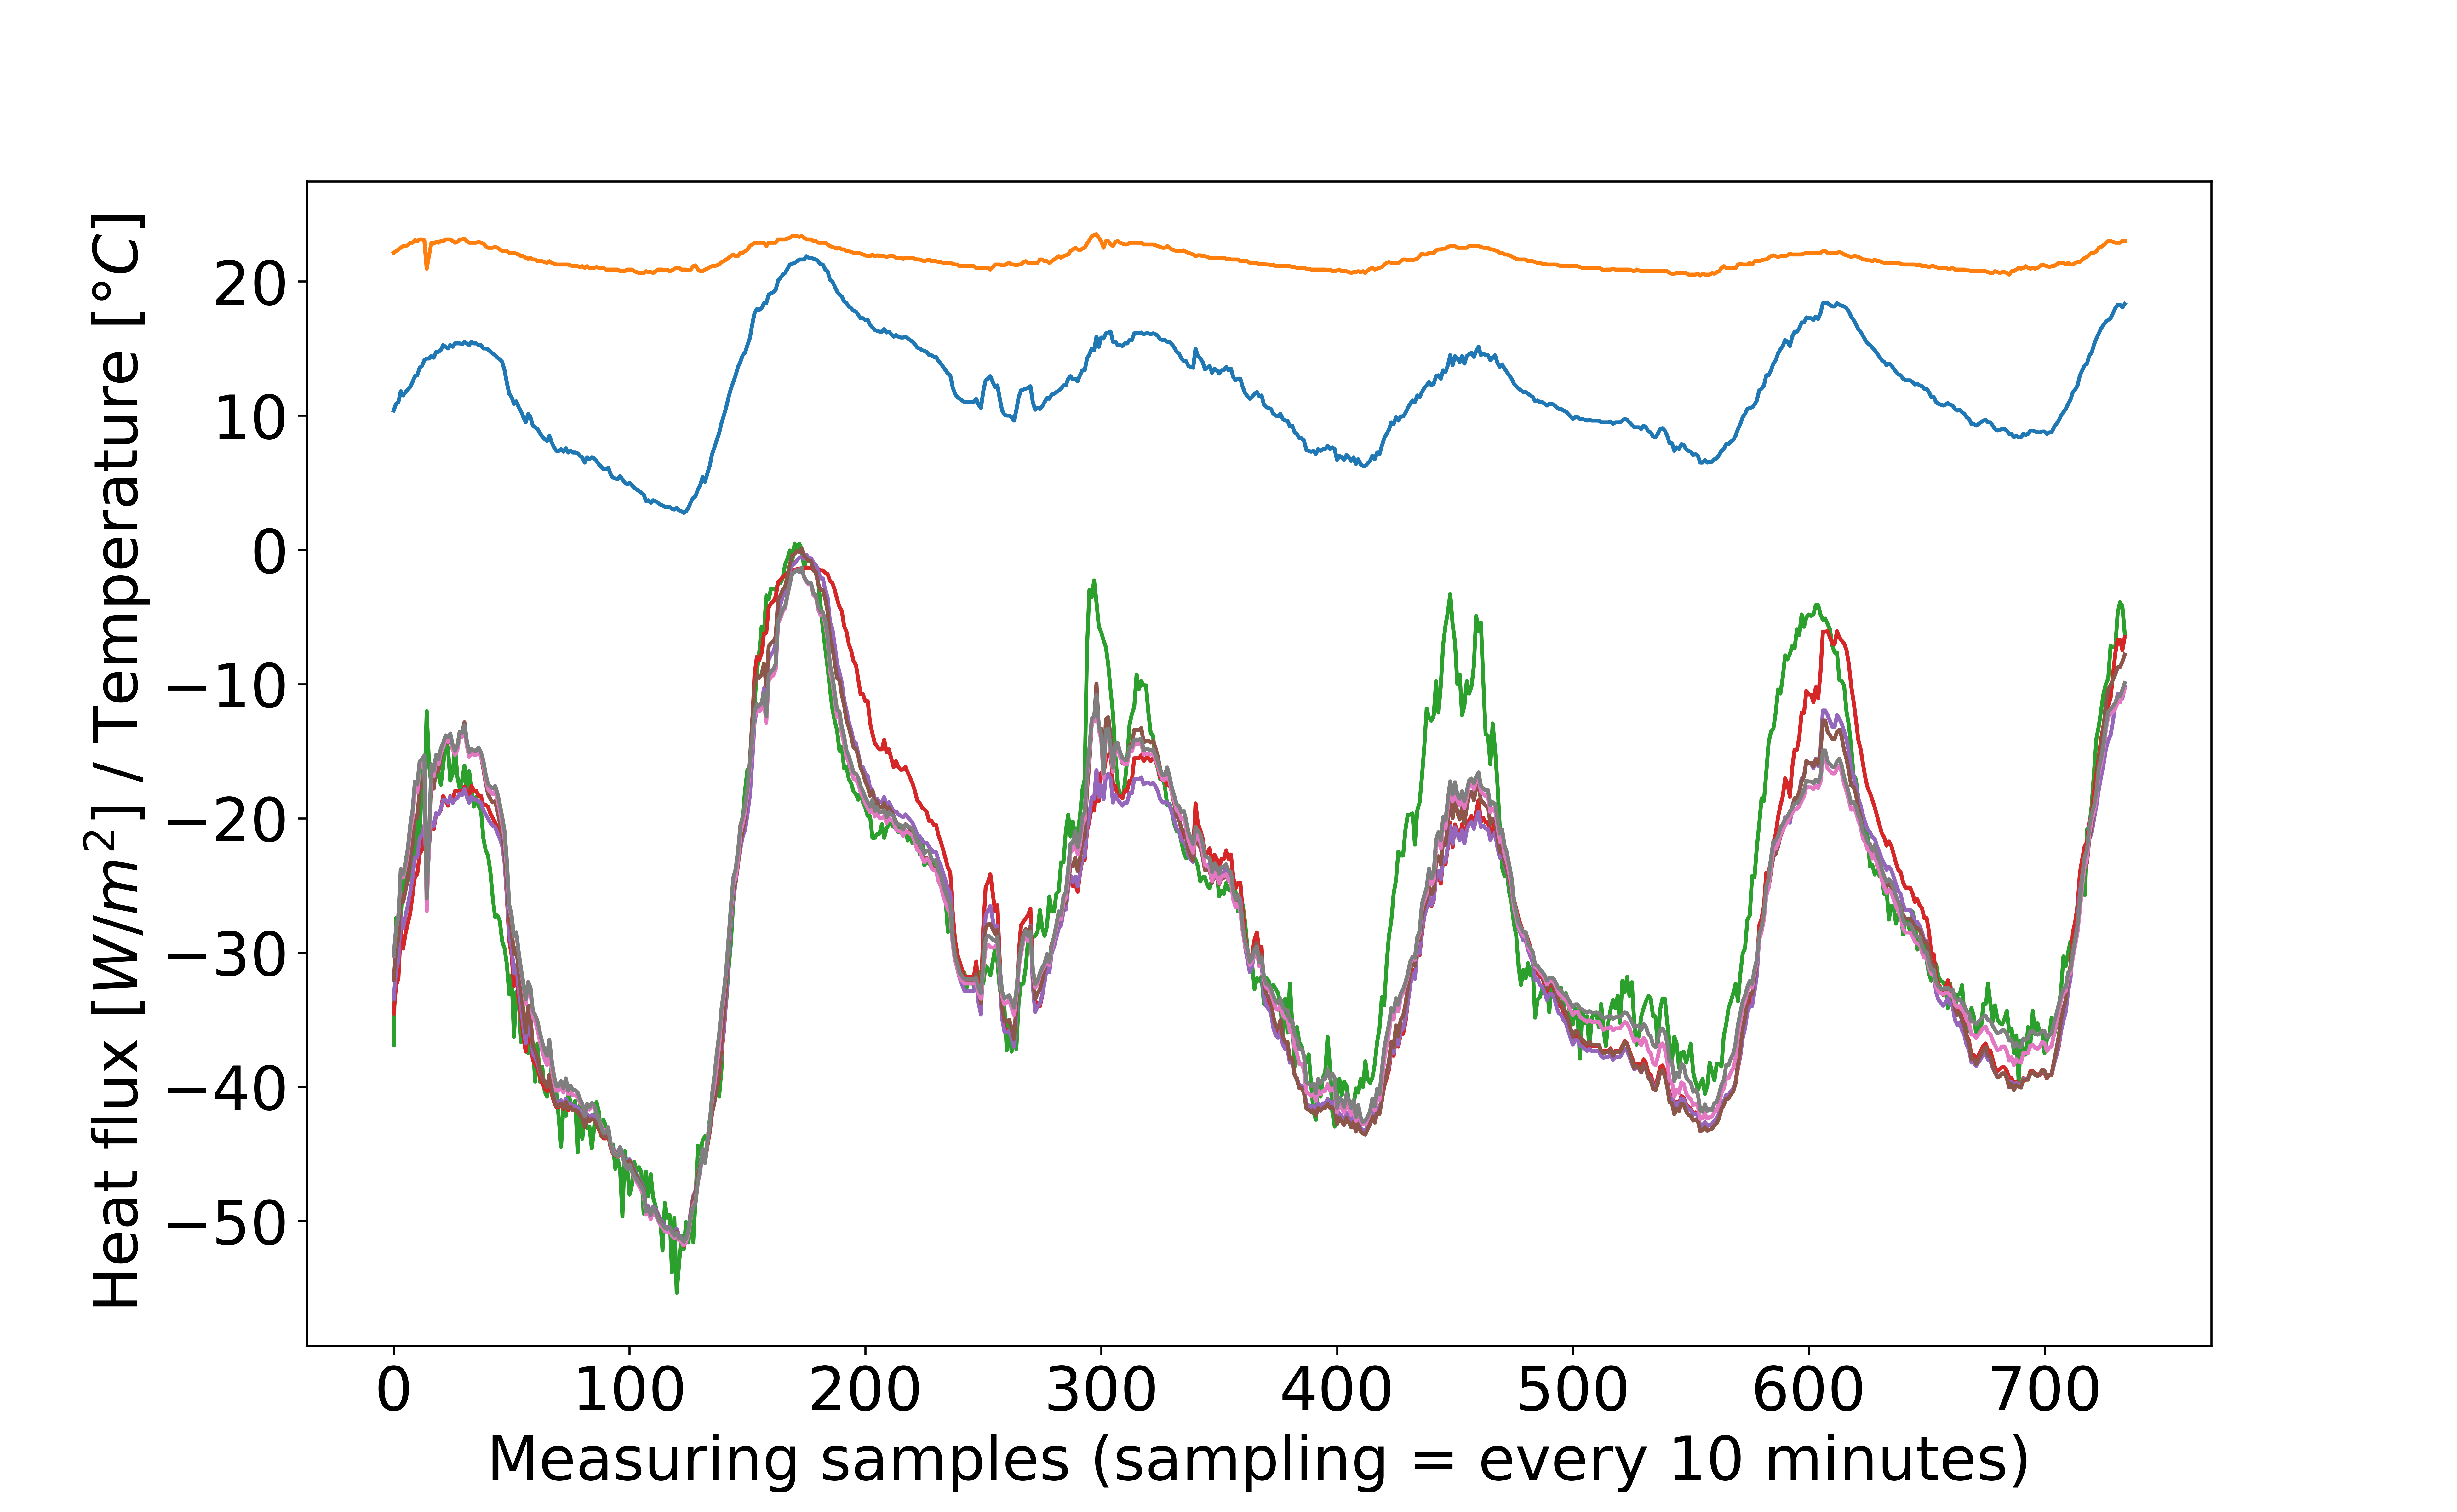 Heat flux [W/m²] / Temperature [°C]
20
10
0
−10
−20
−30
−40
−50
0 100 200 300 400 500 600 700
Measuring samples (sampling = every 10 minutes)